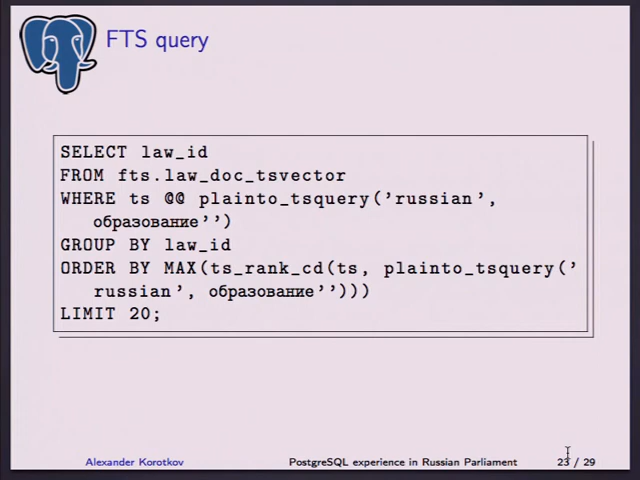 FTS query
SELECT law_id
FROM fts.law_doc_tsvector
WHERE ts @@ plainto_tsquery('russian',
образование'')
GROUP BY law_id
ORDER BY MAX(ts_rank_cd(ts, plainto_tsquery('
russian', образование'')))
LIMIT 20;
Alexander Korotkov
PostgreSQL experience in Russian Parliament
23 / 29